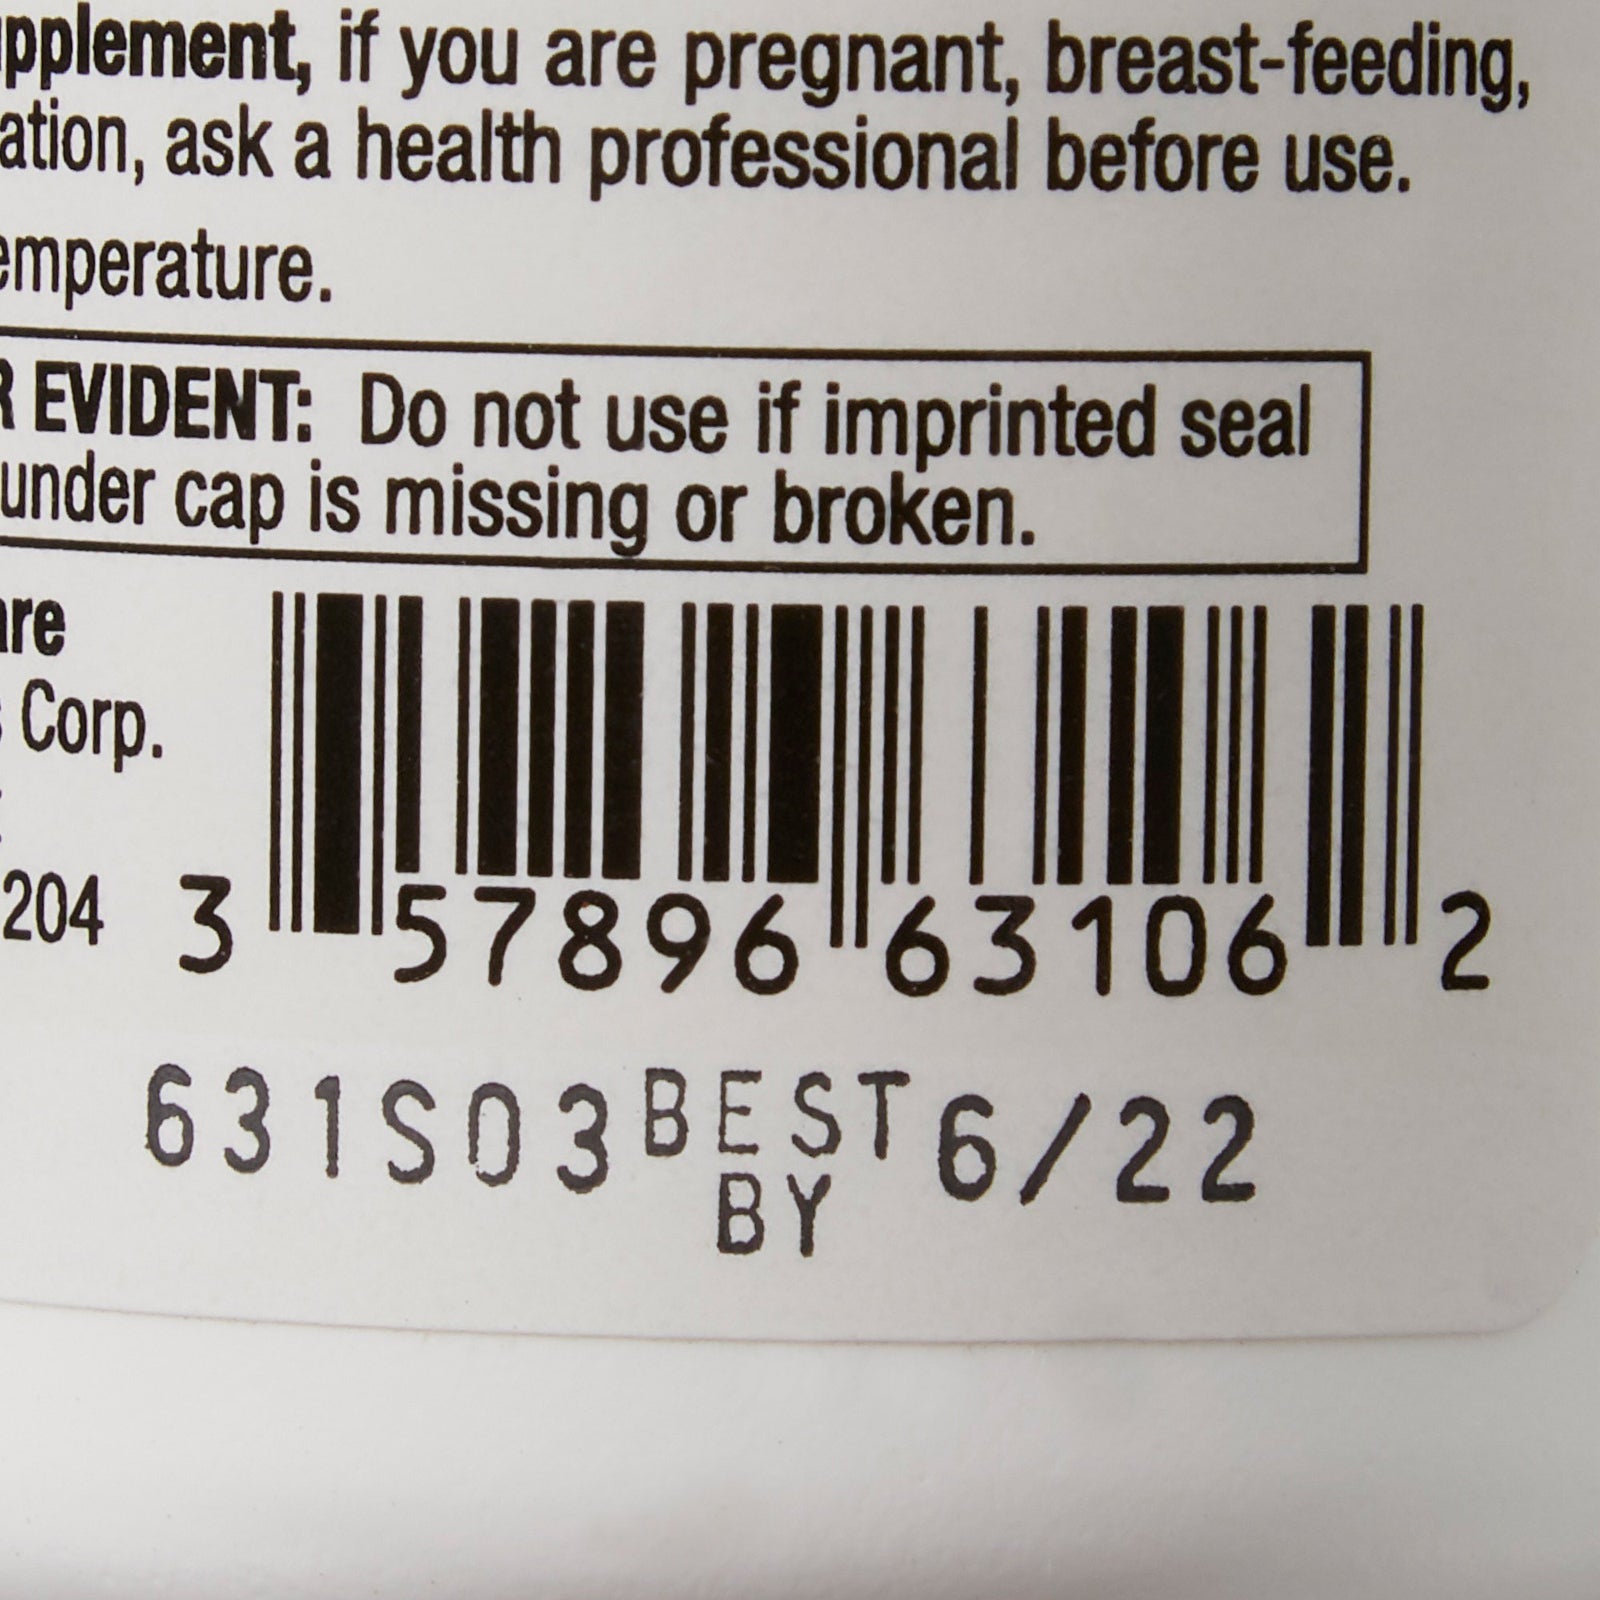 pplement, if you are pregnant, breast-feeding,
ation, ask a health professional before use.
emperature.
R EVIDENT: Do not use if imprinted seal
under cap is missing or broken.
are
s Corp.
204
3 57896 63106 2
631S03 BEST BY 6/22